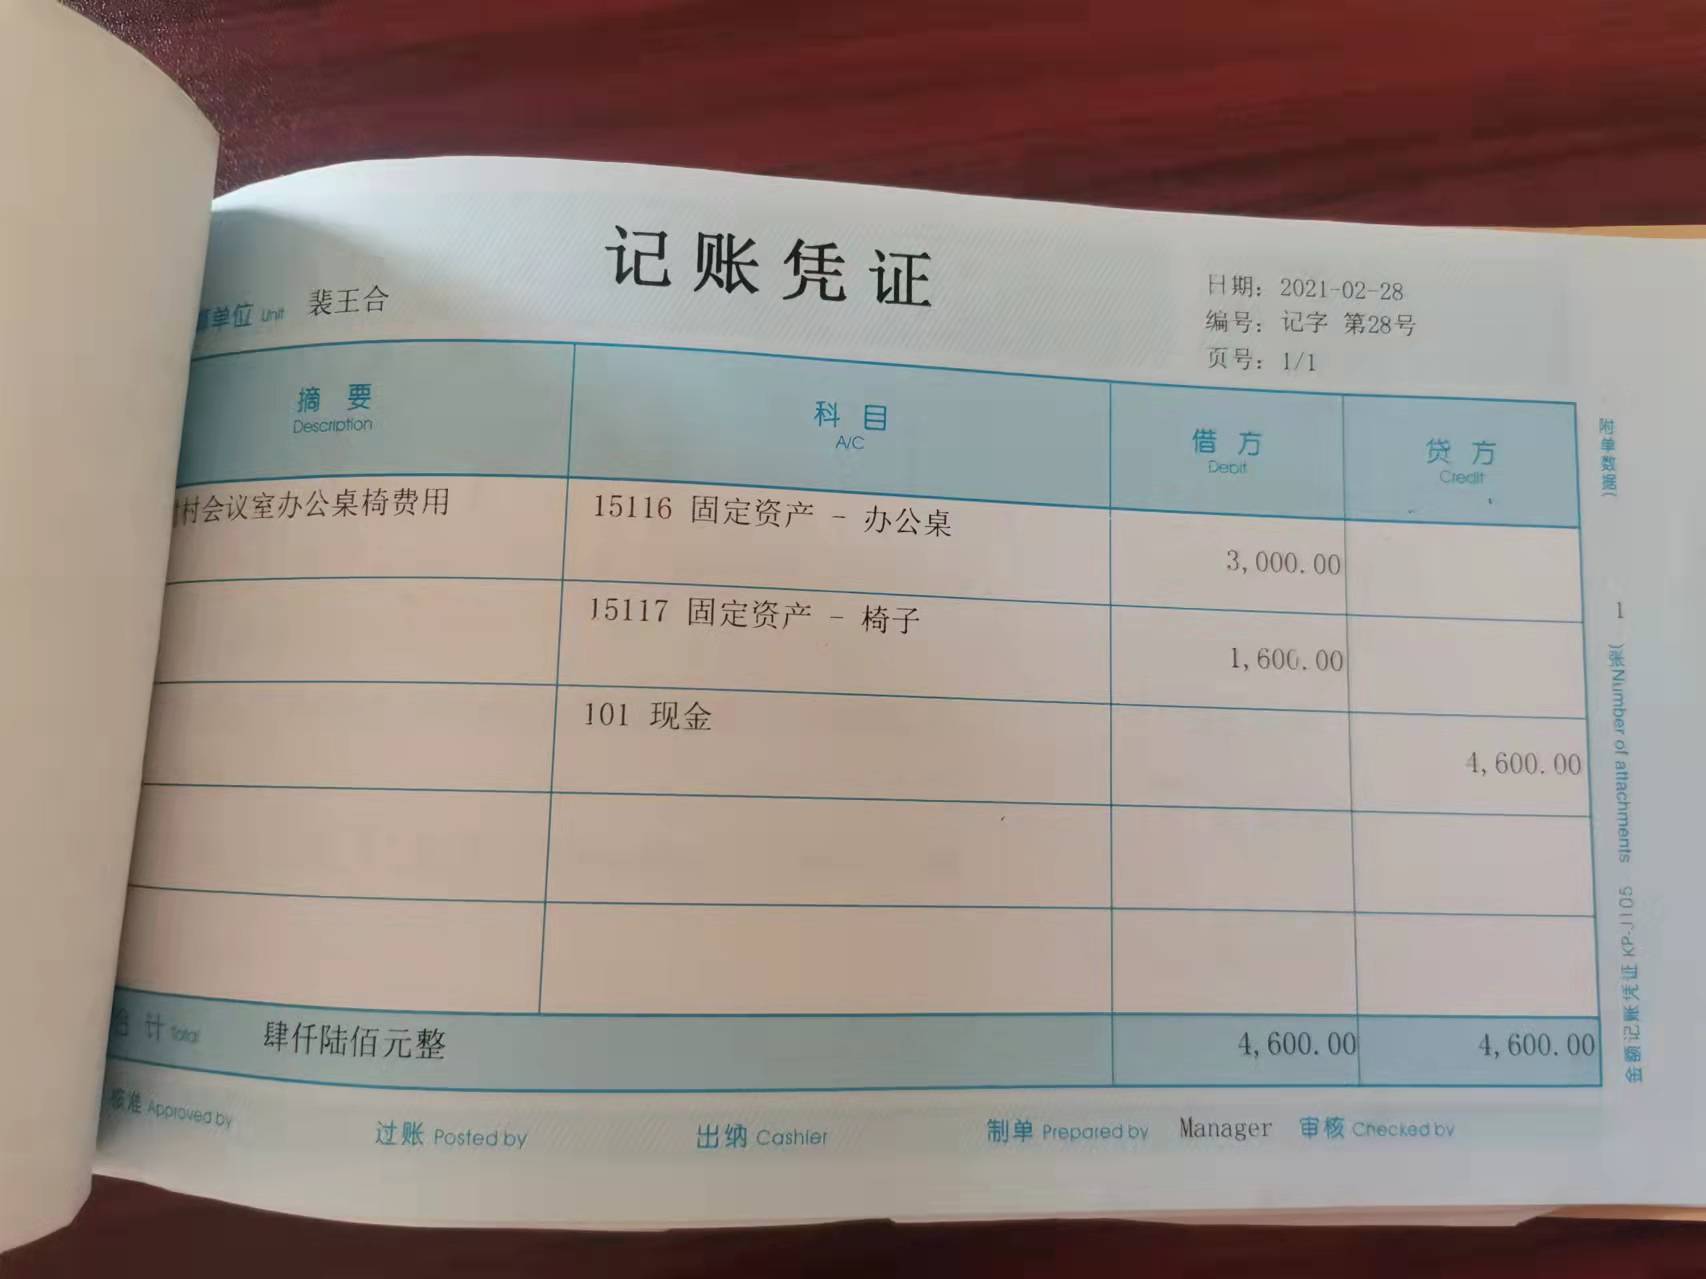 记账凭证
单位 Unit 裴王合
日期: 2021-02-28
编号: 记字 第28号
页号: 1/1
摘要 科目 借方 贷方
Description A/C Debit Credit
村会议室办公桌椅费用 15116 固定资产 - 办公桌 3,000.00
15117 固定资产 - 椅子 1,600.00
101 现金 4,600.00
合计 Total 肆仟陆佰元整 4,600.00 4,600.00
核准 Approved by 过账 Posted by 出纳 Cashier 制单 Prepared by Manager 审核 Checked by
附单数据( 1 )张 Number of attachments 金额记账凭证 KP-J105